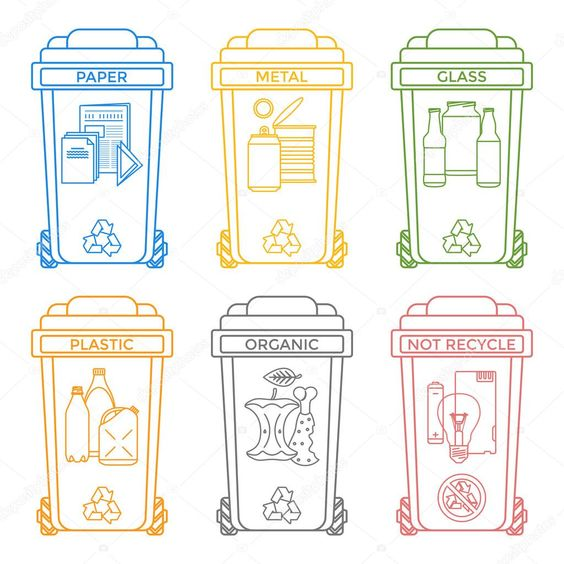 PAPER
METAL
GLASS
PLASTIC
ORGANIC
NOT RECYCLE